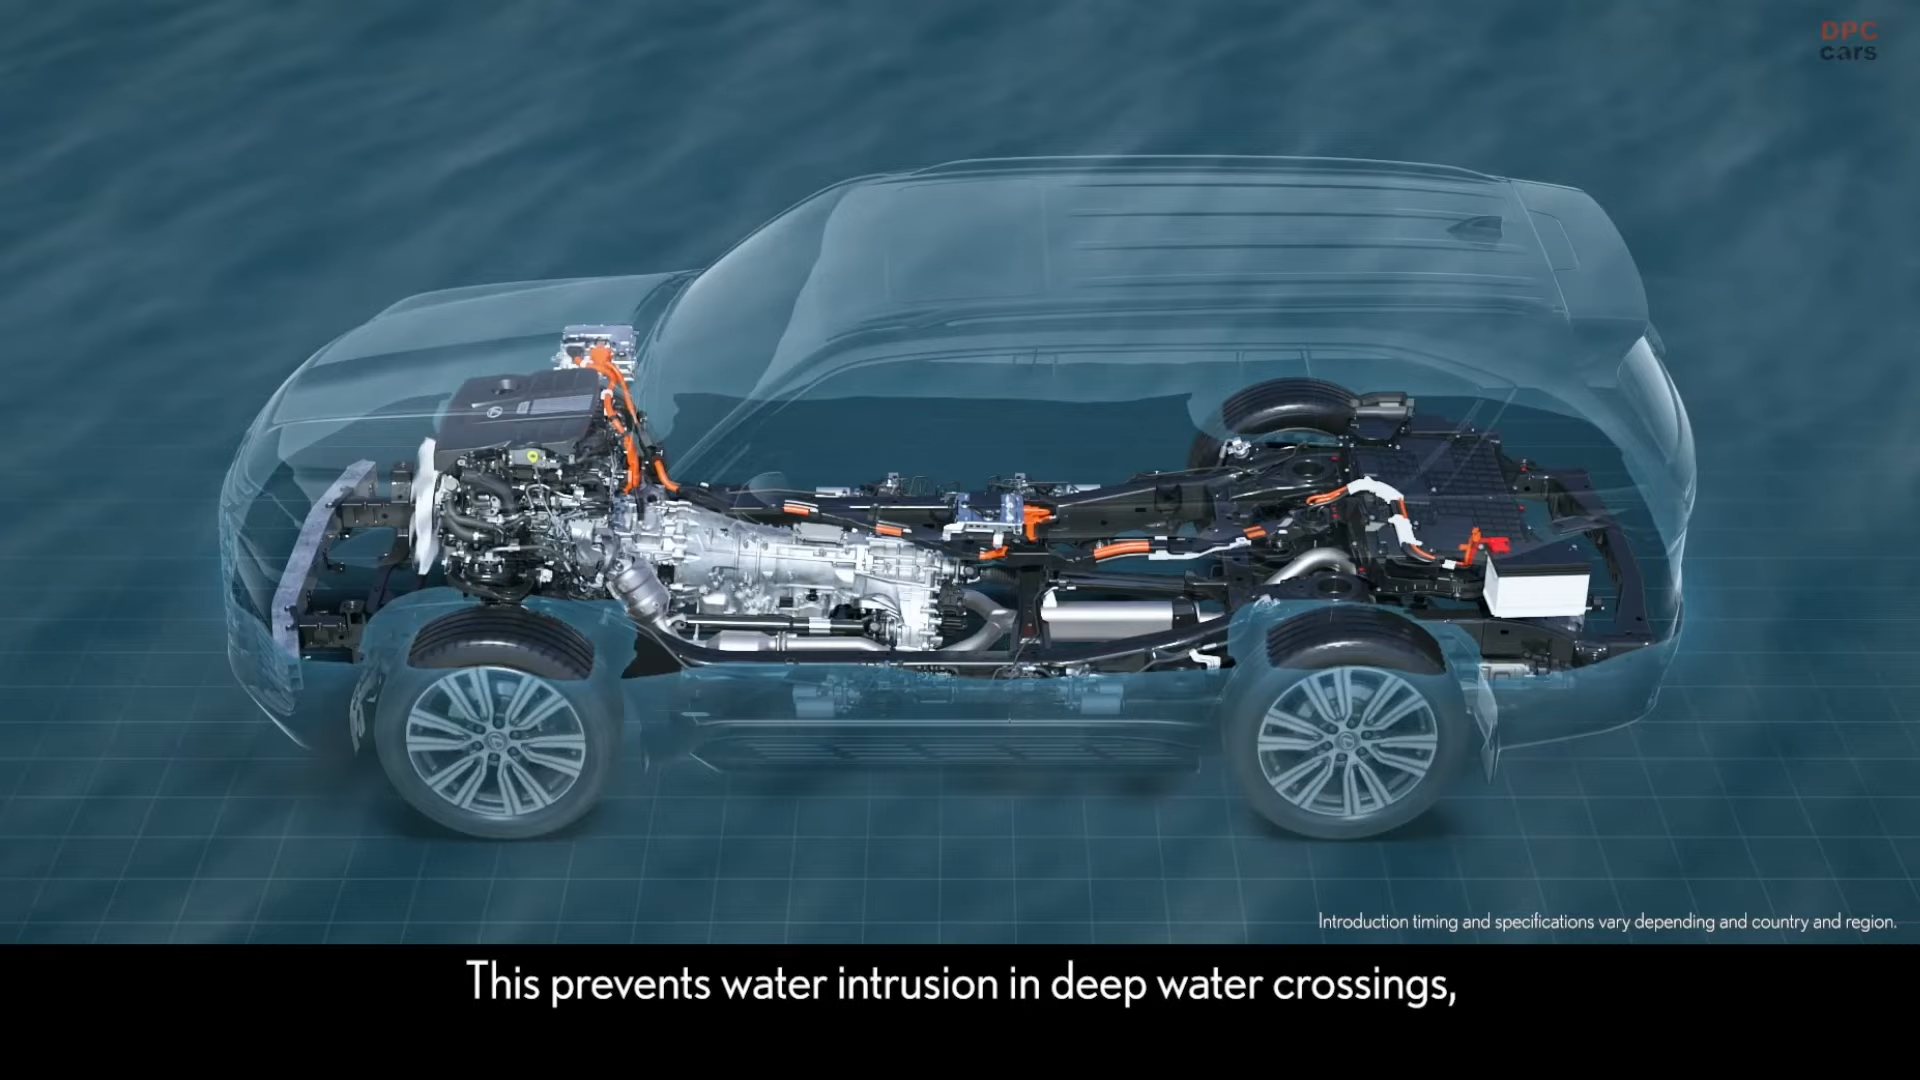 DPC
cars
Introduction timing and specifications vary depending and country and region.
This prevents water intrusion in deep water crossings,